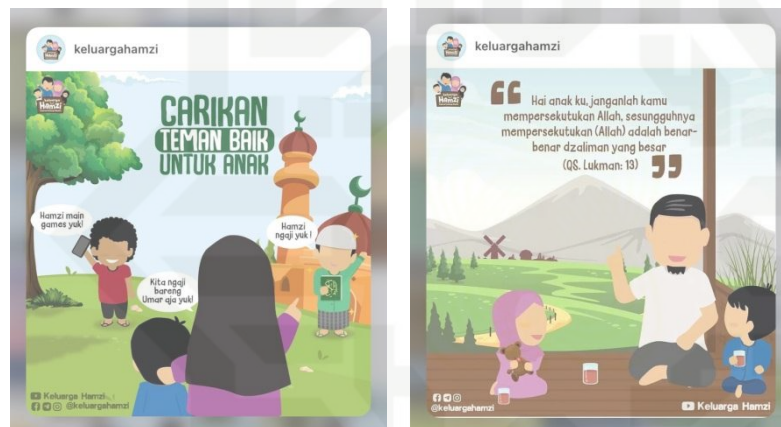 keluargahamzi
Hamzi
CARIKAN
TEMAN BAIK
UNTUK ANAK
Hamzi main
games yuk!
Hamzi
ngaji yuk!
Kita ngaji
bareng
Umar aja yuk!
Keluarga Hamzi
@keluargahamzi
keluargahamzi
Hamzi
Hai anak ku, janganlah kamu
mempersekutukan Allah, sesungguhnya
mempersekutukan (Allah) adalah benar-
benar dzaliman yang besar
(QS. Lukman: 13)
@keluargahamzi
Keluarga Hamzi